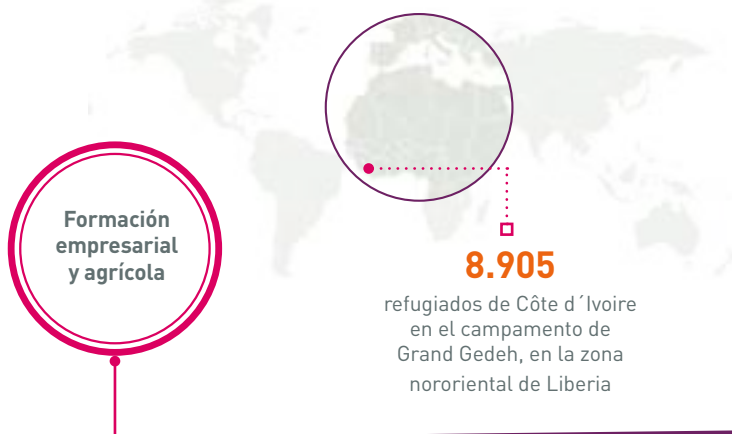 Formación
empresarial
y agrícola
8.905
refugiados de Côte d´Ivoire
en el campamento de
Grand Gedeh, en la zona
nororiental de Liberia